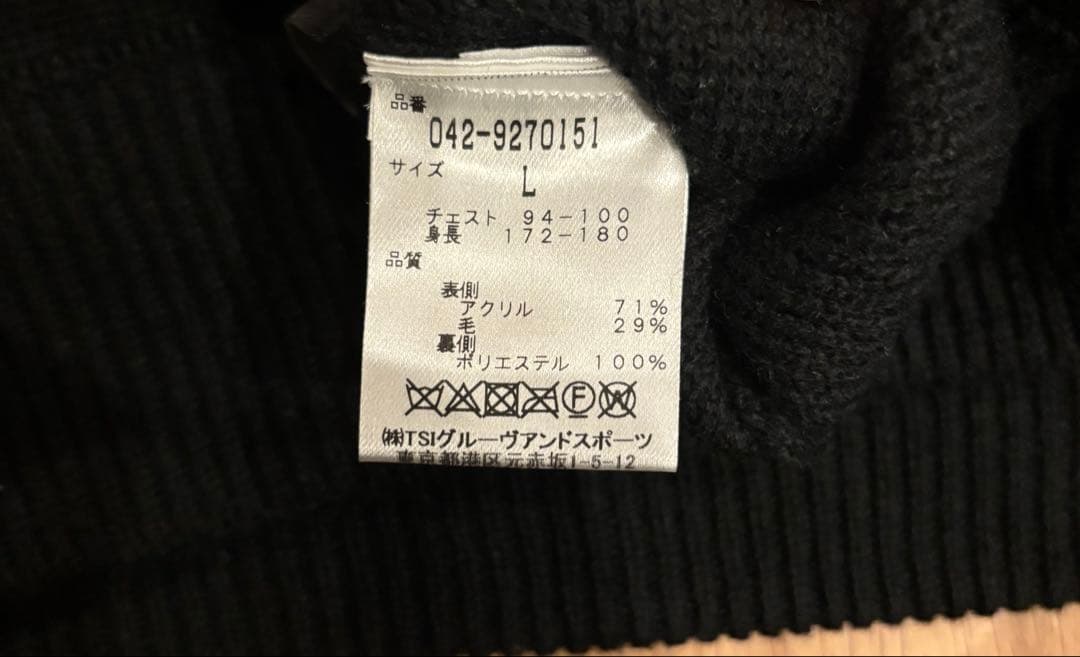 品番
042-9270151
サイズ
L
チェスト 94-100
身長 172-180
品質
表側
アクリル 71%
毛 29%
裏側
ポリエステル 100%
F W
㈱TSIグルーヴアンドスポーツ
東京都港区元赤坂1-5-12